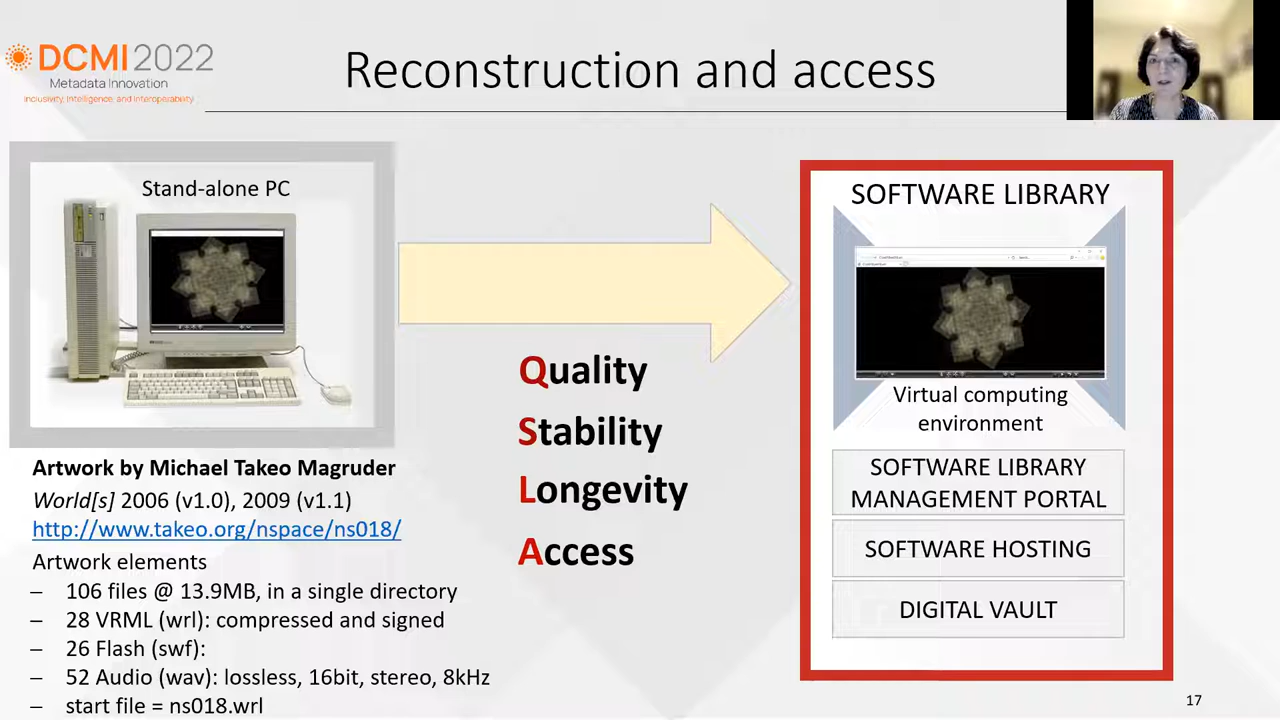 DCMI2022
Metadata Innovation
Inclusivity, Intelligence, and Interoperability
Reconstruction and access
Stand-alone PC
Artwork by Michael Takeo Magruder
World[s] 2006 (v1.0), 2009 (v1.1)
http://www.takeo.org/nspace/ns018/
Artwork elements
– 106 files @ 13.9MB, in a single directory
– 28 VRML (wrl): compressed and signed
– 26 Flash (swf):
– 52 Audio (wav): lossless, 16bit, stereo, 8kHz
– start file = ns018.wrl
Quality
Stability
Longevity
Access
SOFTWARE LIBRARY
Virtual computing
environment
SOFTWARE LIBRARY
MANAGEMENT PORTAL
SOFTWARE HOSTING
DIGITAL VAULT
17